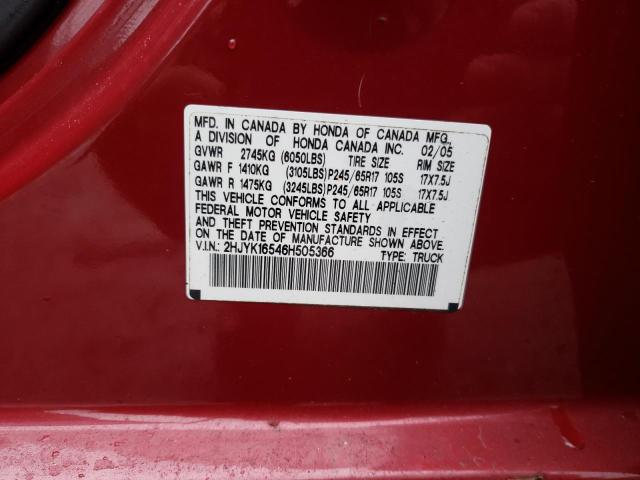 MFD. IN CANADA BY HONDA OF CANADA MFG.,
A DIVISION OF HONDA CANADA INC. 02/05
GVWR 2745KG (6050LBS) TIRE SIZE RIM SIZE
GAWR F 1410KG (3105LBS)P245/65R17 105S 17X7.5J
GAWR R 1475KG (3245LBS)P245/65R17 105S 17X7.5J
THIS VEHICLE CONFORMS TO ALL APPLICABLE
FEDERAL MOTOR VEHICLE SAFETY
AND THEFT PREVENTION STANDARDS IN EFFECT
ON THE DATE OF MANUFACTURE SHOWN ABOVE.
V.I.N.: 2HJYK16546H505366 TYPE: TRUCK